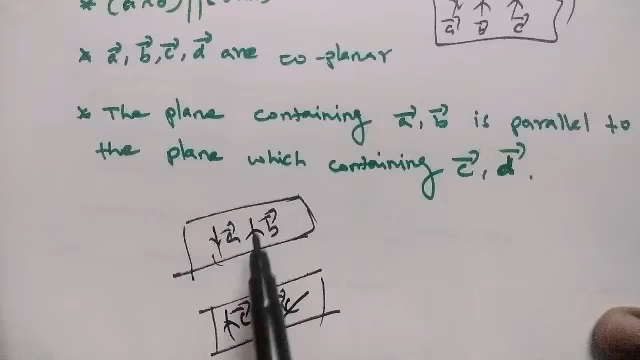 a⃗ b⃗ c⃗
* a⃗, b⃗, c⃗, d⃗ are co-planar
* The plane containing a⃗, b⃗ is parallel to
the plane which containing c⃗, d⃗.
a⃗ b⃗
c⃗